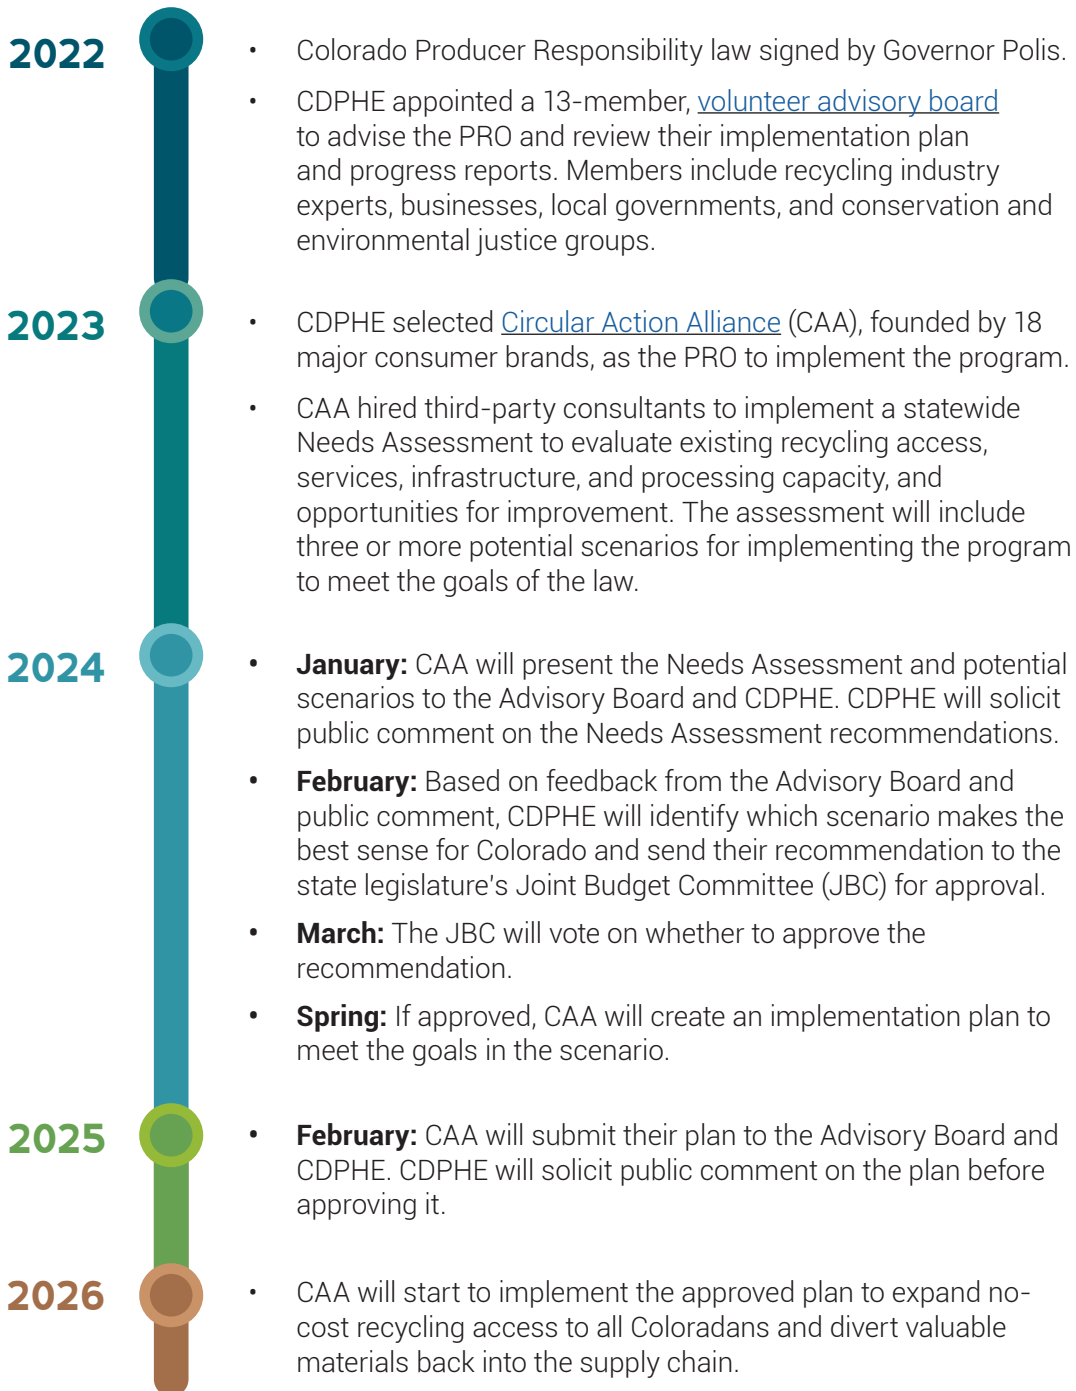 2022
• Colorado Producer Responsibility law signed by Governor Polis.
• CDPHE appointed a 13-member, volunteer advisory board
to advise the PRO and review their implementation plan
and progress reports. Members include recycling industry
experts, businesses, local governments, and conservation and
environmental justice groups.
2023
• CDPHE selected Circular Action Alliance (CAA), founded by 18
major consumer brands, as the PRO to implement the program.
• CAA hired third-party consultants to implement a statewide
Needs Assessment to evaluate existing recycling access,
services, infrastructure, and processing capacity, and
opportunities for improvement. The assessment will include
three or more potential scenarios for implementing the program
to meet the goals of the law.
2024
• January: CAA will present the Needs Assessment and potential
scenarios to the Advisory Board and CDPHE. CDPHE will solicit
public comment on the Needs Assessment recommendations.
• February: Based on feedback from the Advisory Board and
public comment, CDPHE will identify which scenario makes the
best sense for Colorado and send their recommendation to the
state legislature's Joint Budget Committee (JBC) for approval.
• March: The JBC will vote on whether to approve the
recommendation.
• Spring: If approved, CAA will create an implementation plan to
meet the goals in the scenario.
2025
• February: CAA will submit their plan to the Advisory Board and
CDPHE. CDPHE will solicit public comment on the plan before
approving it.
2026
• CAA will start to implement the approved plan to expand no-
cost recycling access to all Coloradans and divert valuable
materials back into the supply chain.